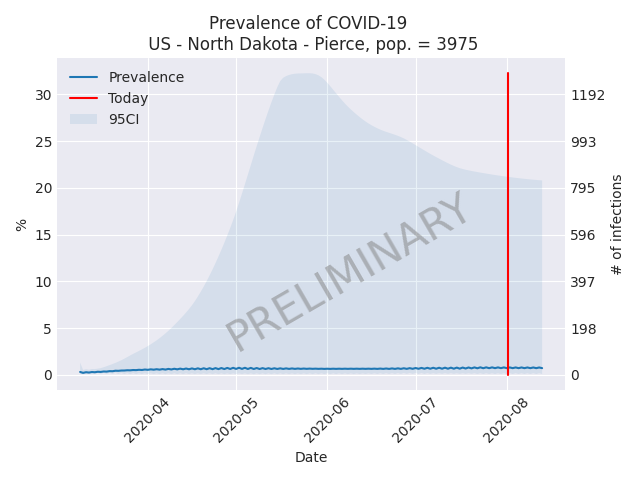 Prevalence of COVID-19
US - North Dakota - Pierce, pop. = 3975
Prevalence
Today
95CI
%
30
25
20
15
10
5
0
1192
993
795
596
397
198
0
# of infections
PRELIMINARY
2020-04
2020-05
2020-06
2020-07
2020-08
Date